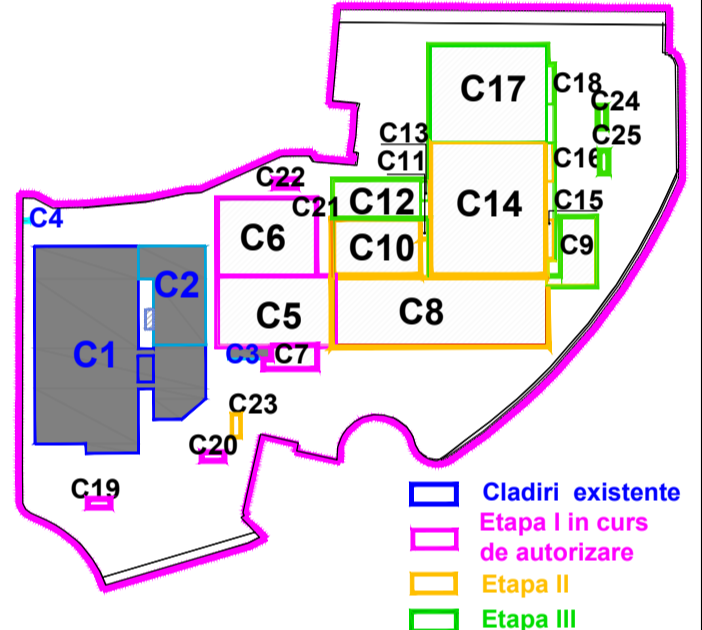 C17
C18
C24
C13
C25
C11
C16
C22
C12
C14
C15
C21
C4
C6
C10
C9
C2
C5
C8
C1
C3
C7
C23
C20
C19
Cladiri existente
Etapa I in curs
de autorizare
Etapa II
Etapa III